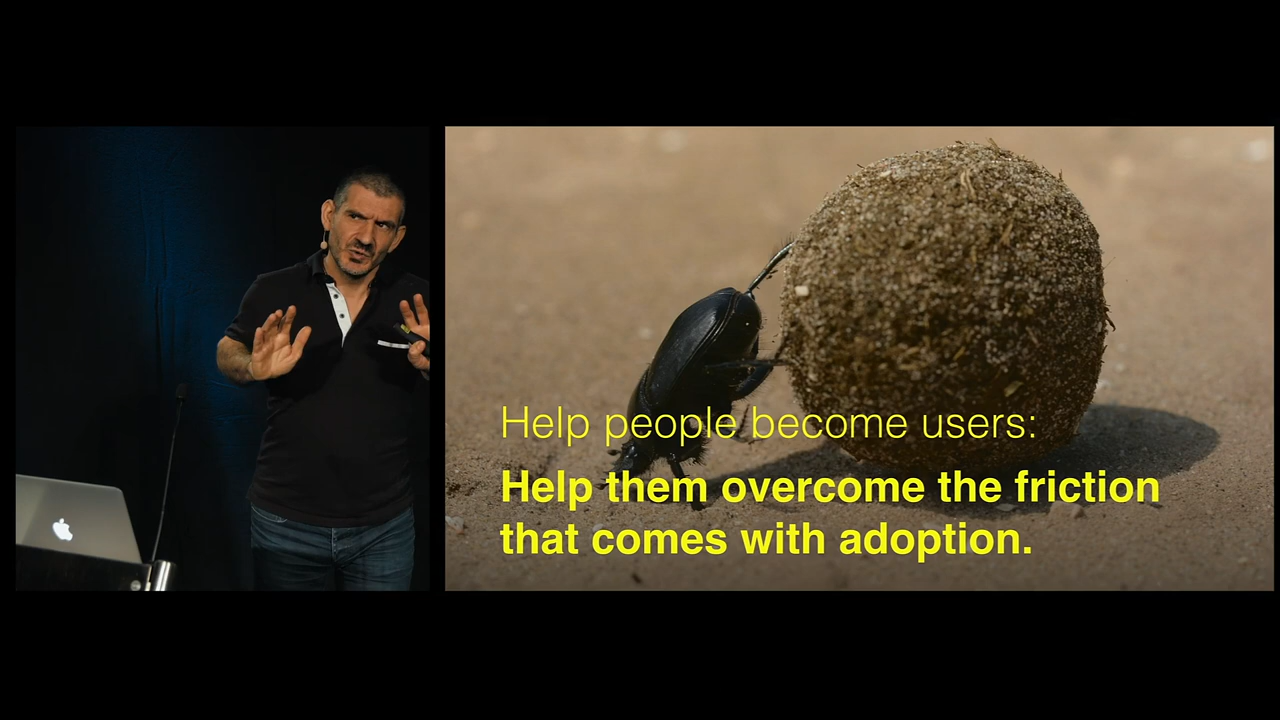 Help people become users:
Help them overcome the friction
that comes with adoption.